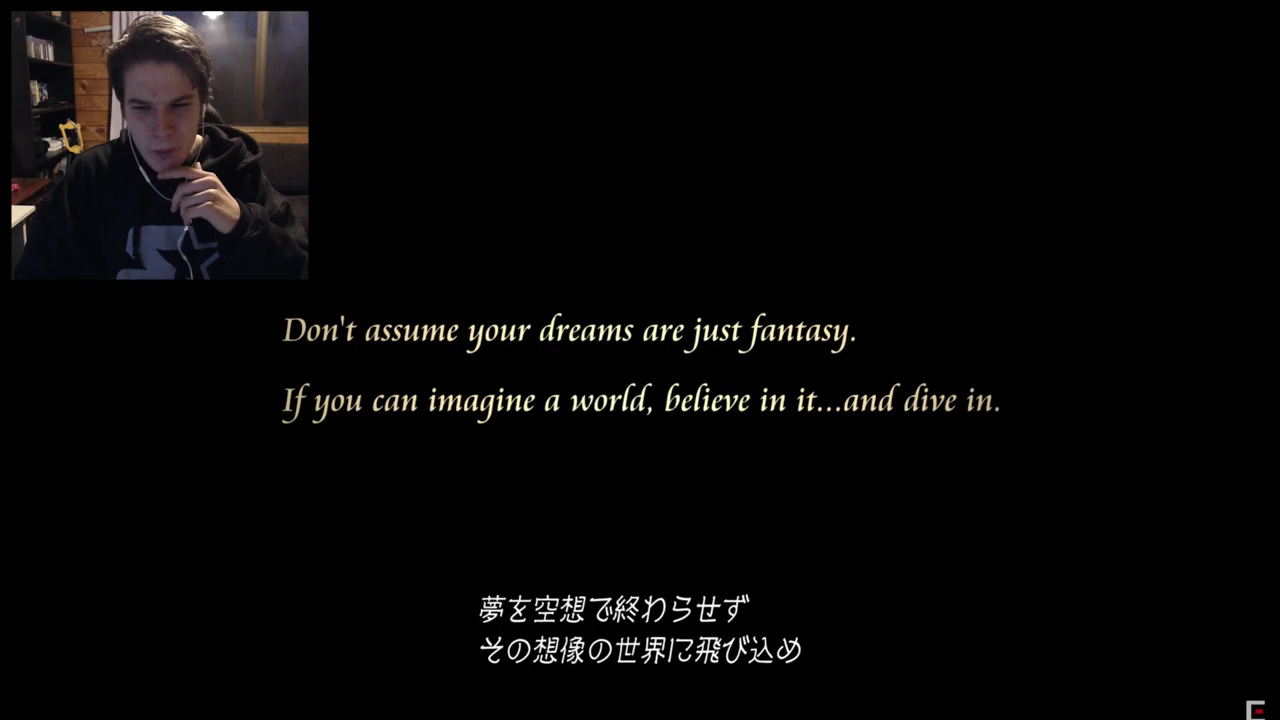 Don't assume your dreams are just fantasy.
If you can imagine a world, believe in it...and dive in.
夢を空想で終わらせず
その想像の世界に飛び込め